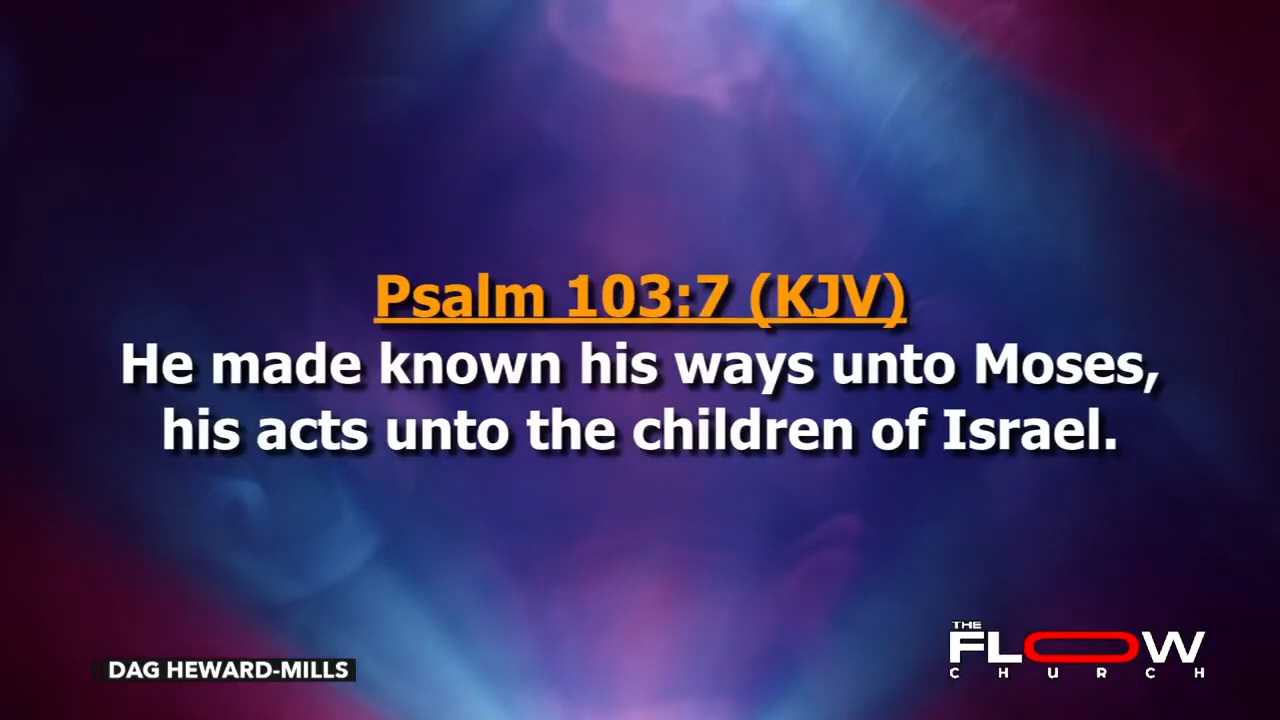 Psalm 103:7 (KJV)
He made known his ways unto Moses,
his acts unto the children of Israel.
DAG HEWARD-MILLS
THE
FLOW
CHURCH